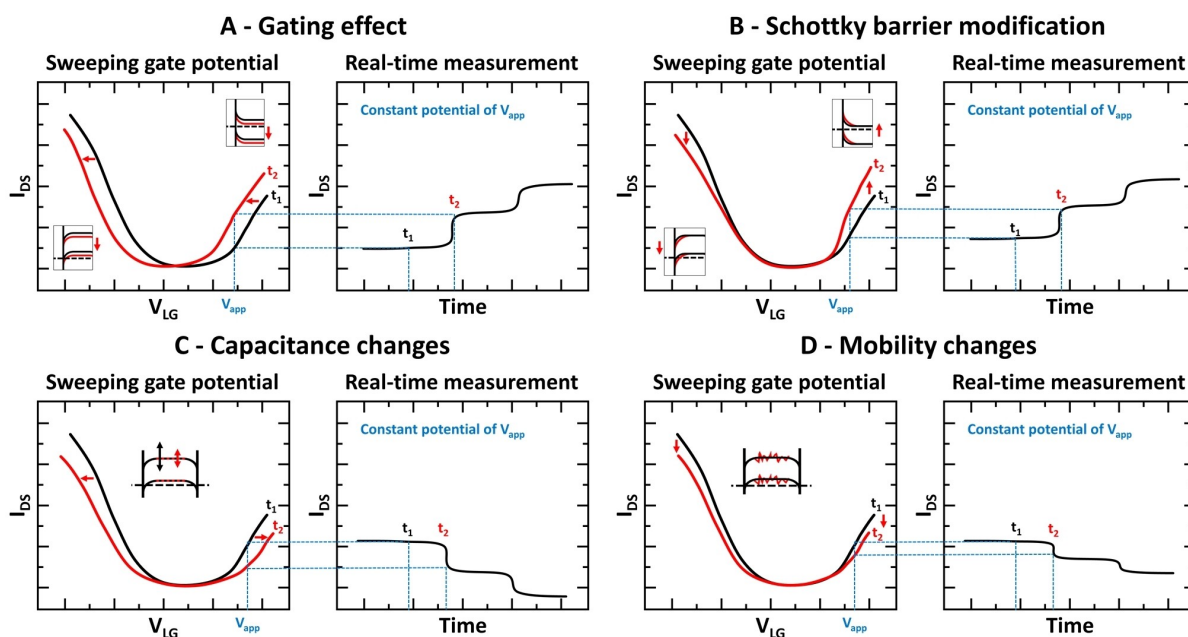 A - Gating effect
Sweeping gate potential
Real-time measurement
Constant potential of Vapp
IDS
t2
t1
VLG
Vapp
IDS
t1
t2
Time
B - Schottky barrier modification
Sweeping gate potential
Real-time measurement
Constant potential of Vapp
IDS
t2
t1
VLG
Vapp
IDS
t1
t2
Time
C - Capacitance changes
Sweeping gate potential
Real-time measurement
Constant potential of Vapp
IDS
t1
t2
VLG
Vapp
IDS
t1
t2
Time
D - Mobility changes
Sweeping gate potential
Real-time measurement
Constant potential of Vapp
IDS
t1
t2
VLG
Vapp
IDS
t1
t2
Time